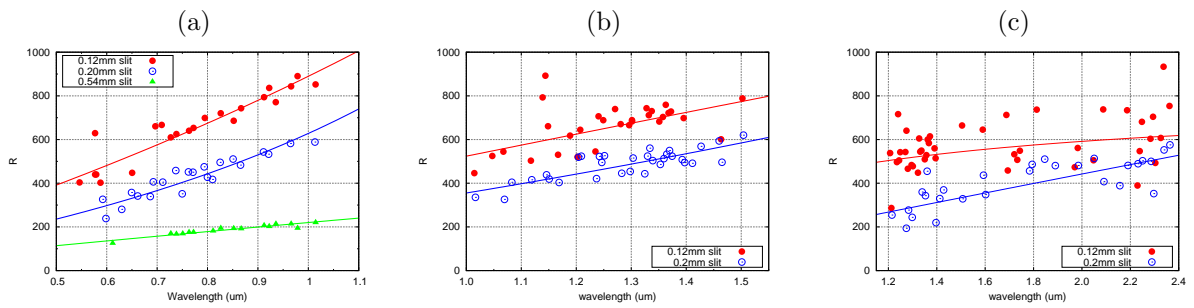 (a)
(b)
(c)
1000
800
600
400
200
0
R
0.12mm slit
0.20mm slit
0.54mm slit
0.5 0.6 0.7 0.8 0.9 1 1.1
Wavelength (um)
1000
800
600
400
200
0
R
0.12mm slit
0.2mm slit
1.0 1.1 1.2 1.3 1.4 1.5
wavelength (um)
1000
800
600
400
200
0
R
0.12mm slit
0.2mm slit
1.2 1.4 1.6 1.8 2.0 2.2 2.4
wavelength (um)